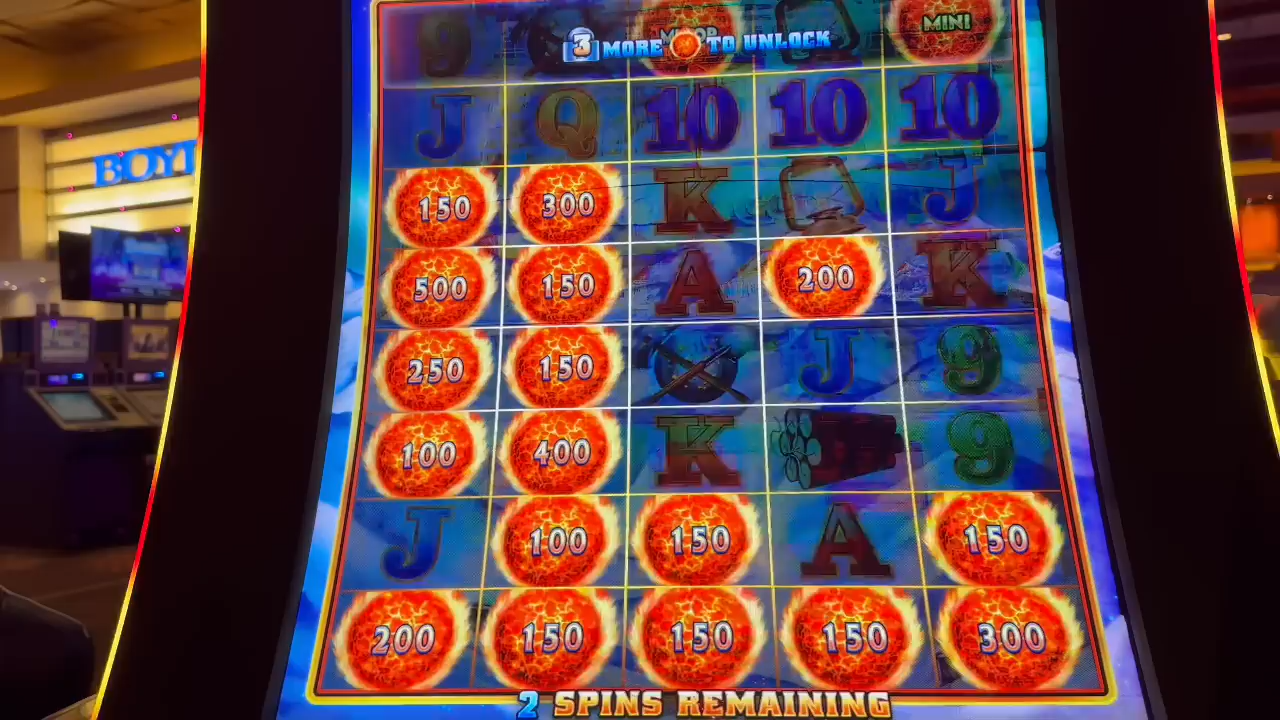 9 MINI
3 MORE TO UNLOCK
BOY
J Q 10 10 10
150 300 K J
500 150 A 200 K
250 150 J 9
100 400 K 9
J 100 150 A 150
200 150 150 150 300
2 SPINS REMAINING